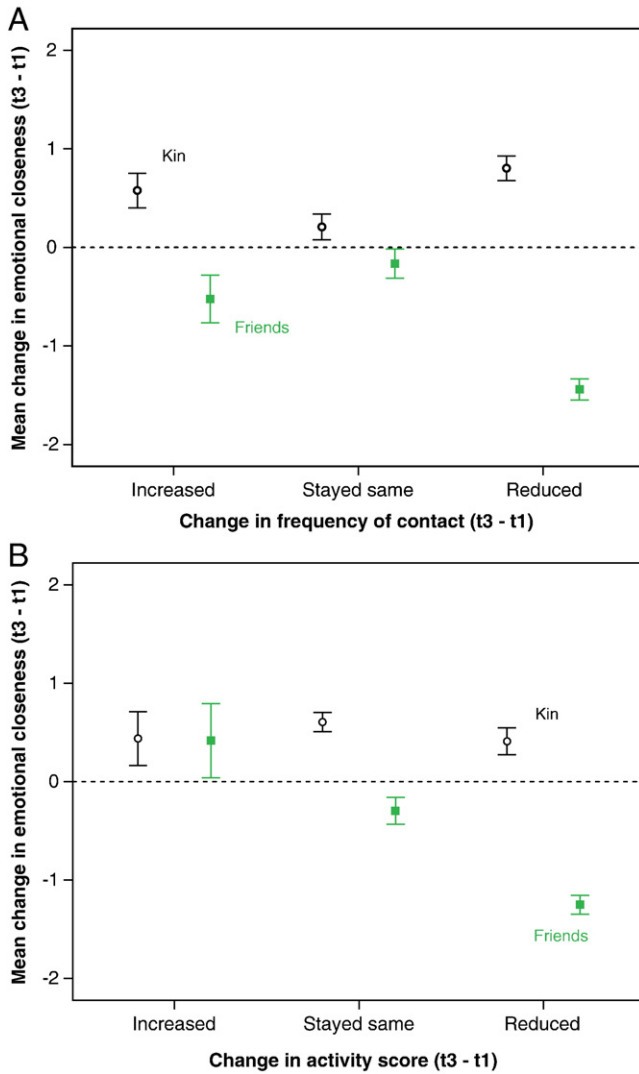 A
Mean change in emotional closeness (t3 - t1)
2
1
0
-1
-2
Kin
Friends
Increased
Stayed same
Reduced
Change in frequency of contact (t3 - t1)
B
Mean change in emotional closeness (t3 - t1)
2
1
0
-1
-2
Kin
Friends
Increased
Stayed same
Reduced
Change in activity score (t3 - t1)